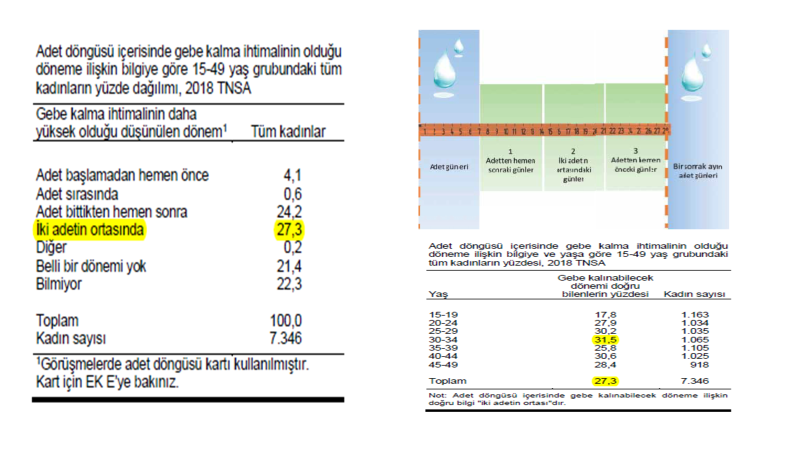 Adet döngüsü içerisinde gebe kalma ihtimalinin olduğu
döneme ilişkin bilgiye göre 15-49 yaş grubundaki tüm
kadınların yüzde dağılımı, 2018 TNSA
Gebe kalma ihtimalinin daha
yüksek olduğu düşünülen dönem¹ Tüm kadınlar
Adet başlamadan hemen önce 4,1
Adet sırasında 0,6
Adet bittikten hemen sonra 24,2
İki adetin ortasında 27,3
Diğer 0,2
Belli bir dönemi yok 21,4
Bilmiyor 22,3
Toplam 100,0
Kadın sayısı 7.346
¹Görüşmelerde adet döngüsü kartı kullanılmıştır.
Kart için EK E'ye bakınız.
Adet günleri
1
Adetten hemen
sonraki günler
2
İki adetin
ortasındaki
günler
3
Adetten hemen
önceki günler
Bir sonraki ayın
adet günleri
Adet döngüsü içerisinde gebe kalma ihtimalinin olduğu
döneme ilişkin bilgiye ve yaşa göre 15-49 yaş grubundaki
tüm kadınların yüzdesi, 2018 TNSA
Yaş Gebe kalınabilecek
dönemi doğru
bilenlerin yüzdesi Kadın sayısı
15-19 17,8 1.163
20-24 27,9 1.034
25-29 30,2 1.035
30-34 31,5 1.065
35-39 25,8 1.105
40-44 30,6 1.025
45-49 28,4 918
Toplam 27,3 7.346
Not: Adet döngüsü içerisinde gebe kalınabilecek döneme ilişkin
doğru bilgi "iki adetin ortası"dır.